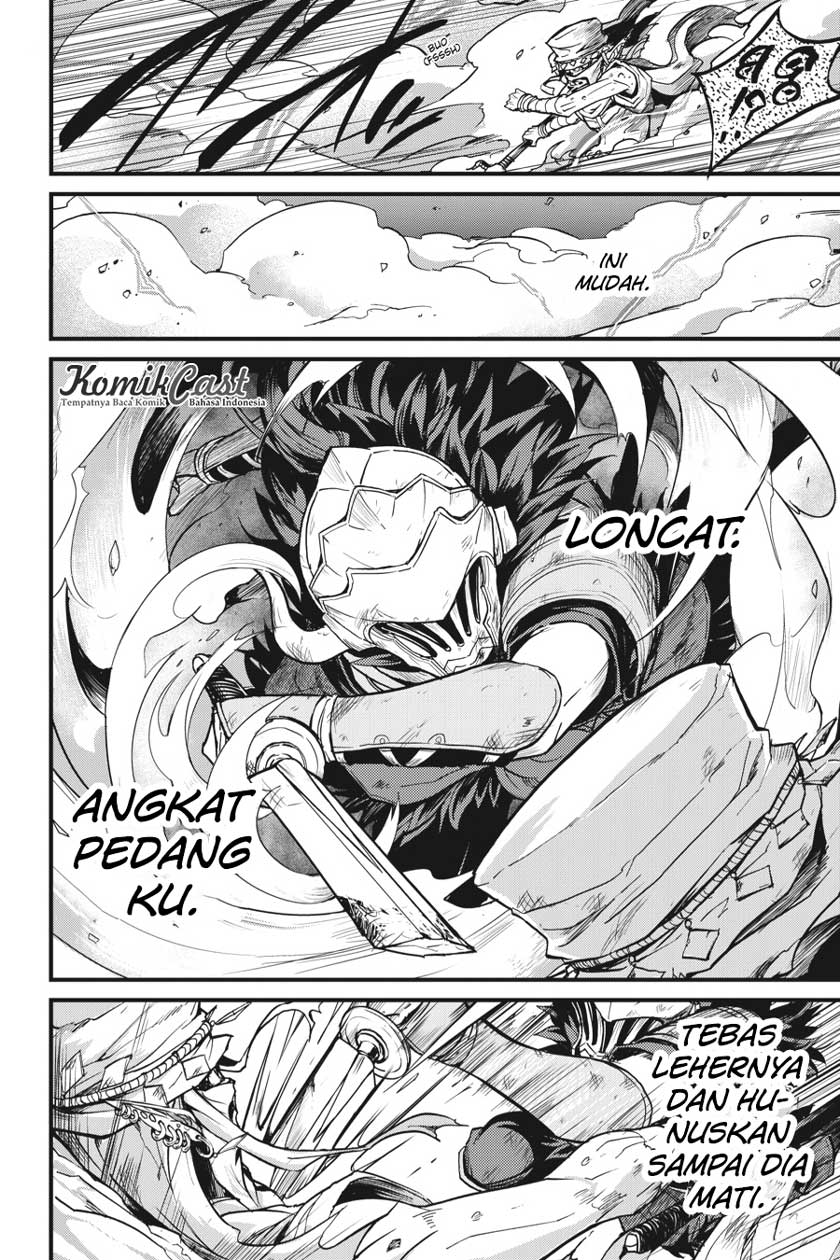 BUO
(FSSSH)
INI
MUDAH.
KomikCast
Tempatnya Baca Komik Bahasa Indonesia
LONCAT.
ANGKAT
PEDANG
KU.
TEBAS
LEHERNYA
DAN HU-
NUSKAN
SAMPAI DIA
MATI.